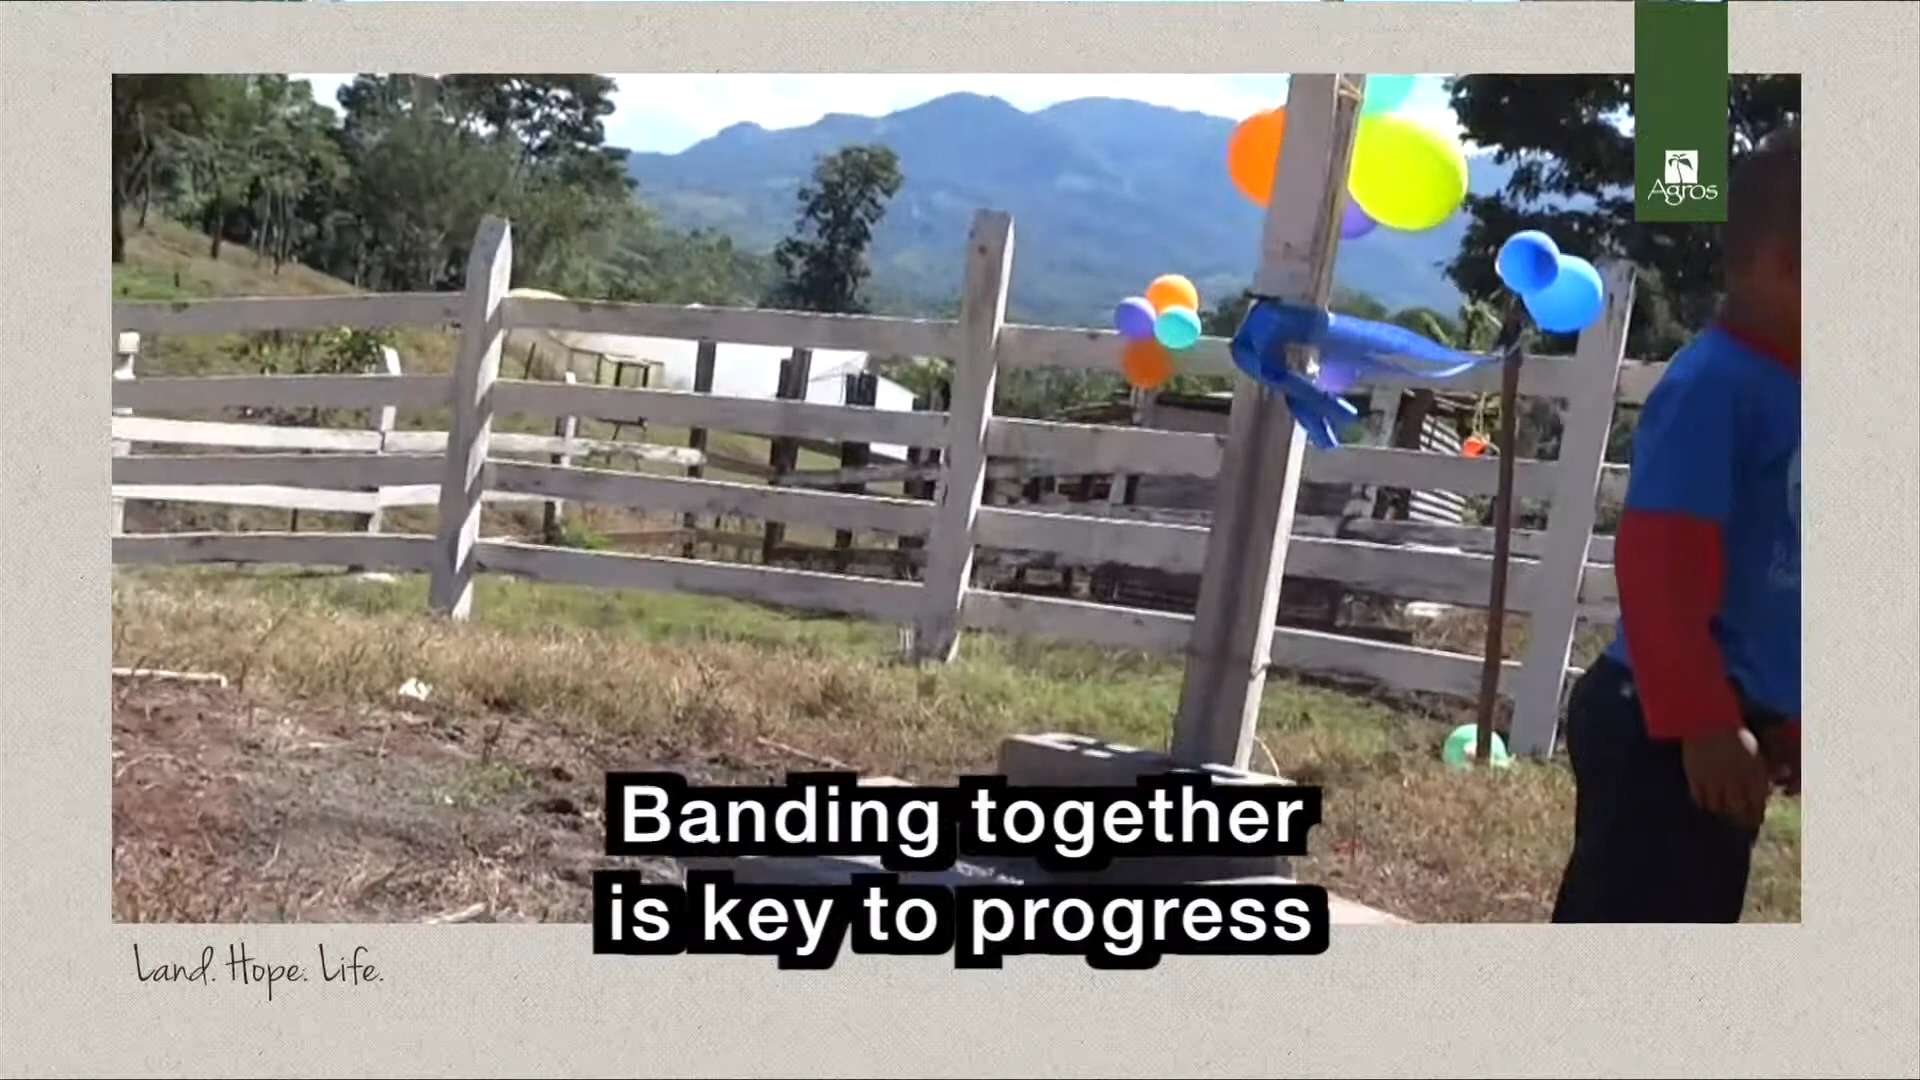 Agros
Banding together
is key to progress
Land. Hope. Life.